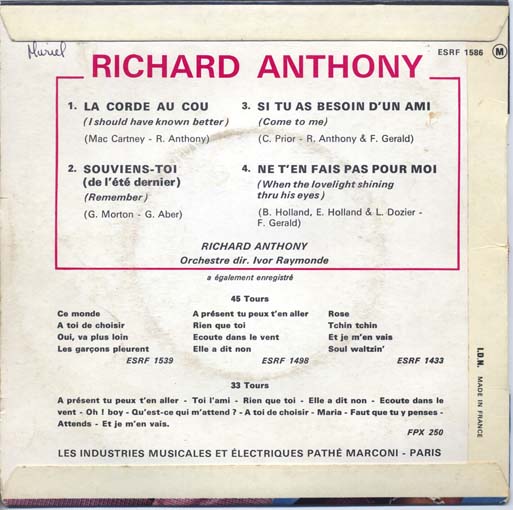 Muriel
ESRF 1586 M
RICHARD ANTHONY
1. LA CORDE AU COU
(I should have known better)
(Mac Cartney - R. Anthony)
2. SOUVIENS-TOI
(de l'été dernier)
(Remember)
(G. Morton - G. Aber)
3. SI TU AS BESOIN D'UN AMI
(Come to me)
(C. Prior - R. Anthony & F. Gerald)
4. NE T'EN FAIS PAS POUR MOI
(When the lovelight shining
thru his eyes)
(B. Holland, E. Holland & L. Dozier -
F. Gerald)
RICHARD ANTHONY
Orchestre dir. Ivor Raymonde
a également enregistré
45 Tours
Ce monde
A toi de choisir
Oui, va plus loin
Les garçons pleurent
ESRF 1539
A présent tu peux t'en aller
Rien que toi
Ecoute dans le vent
Elle a dit non
ESRF 1498
Rose
Tchin tchin
Et je m'en vais
Soul waltzin'
ESRF 1433
33 Tours
A présent tu peux t'en aller - Toi l'ami - Rien que toi - Elle a dit non - Ecoute dans le
vent - Oh ! boy - Qu'est-ce qui m'attend ? - A toi de choisir - Maria - Faut que tu y penses -
Attends - Et je m'en vais.
FPX 250
LES INDUSTRIES MUSICALES ET ÉLECTRIQUES PATHÉ MARCONI - PARIS
I.D.N. MADE IN FRANCE